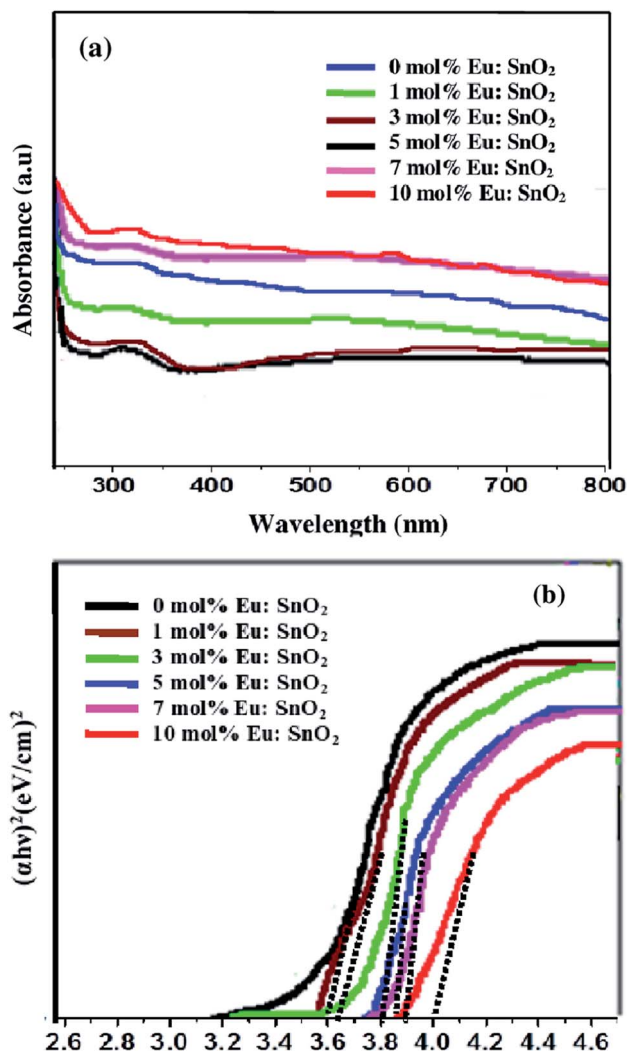 (a)
0 mol% Eu: SnO₂
1 mol% Eu: SnO₂
3 mol% Eu: SnO₂
5 mol% Eu: SnO₂
7 mol% Eu: SnO₂
10 mol% Eu: SnO₂
Absorbance (a.u)
300 400 500 600 700 800
Wavelength (nm)
(b)
0 mol% Eu: SnO₂
1 mol% Eu: SnO₂
3 mol% Eu: SnO₂
5 mol% Eu: SnO₂
7 mol% Eu: SnO₂
10 mol% Eu: SnO₂
(αhν)²(eV/cm)²
2.6 2.8 3.0 3.2 3.4 3.6 3.8 4.0 4.2 4.4 4.6